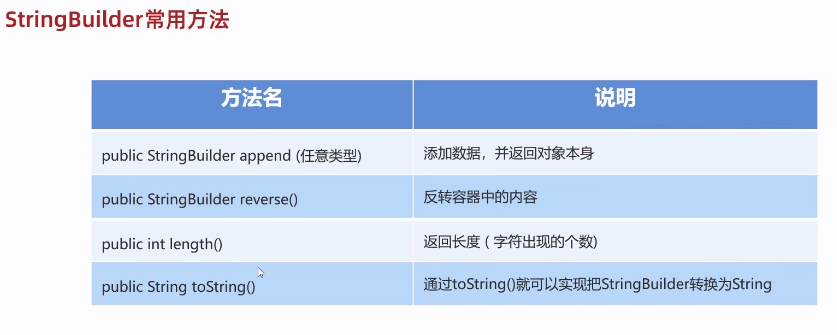 StringBuilder常用方法
方法名 说明
public StringBuilder append (任意类型) 添加数据，并返回对象本身
public StringBuilder reverse() 反转容器中的内容
public int length() 返回长度 ( 字符出现的个数)
public String toString() 通过toString()就可以实现把StringBuilder转换为String